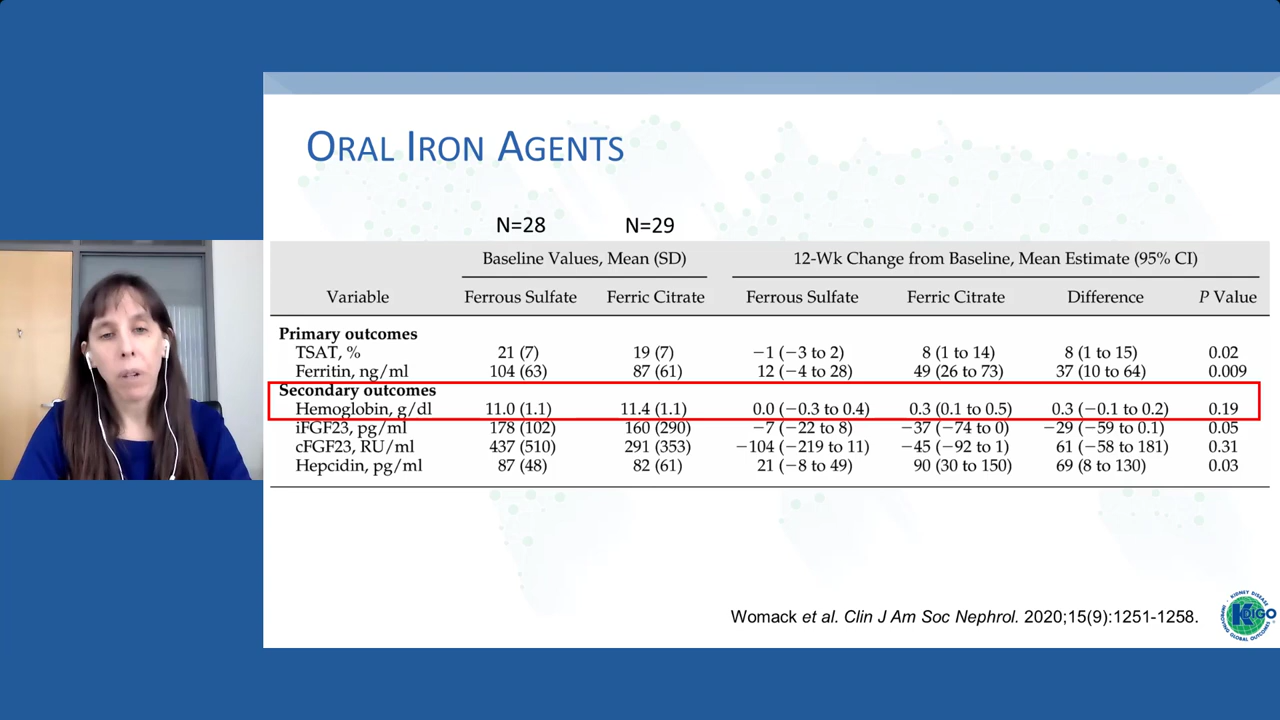 ORAL IRON AGENTS
N=28 N=29
Baseline Values, Mean (SD) 12-Wk Change from Baseline, Mean Estimate (95% CI)
Variable Ferrous Sulfate Ferric Citrate Ferrous Sulfate Ferric Citrate Difference P Value
Primary outcomes
TSAT, % 21 (7) 19 (7) −1 (−3 to 2) 8 (1 to 14) 8 (1 to 15) 0.02
Ferritin, ng/ml 104 (63) 87 (61) 12 (−4 to 28) 49 (26 to 73) 37 (10 to 64) 0.009
Secondary outcomes
Hemoglobin, g/dl 11.0 (1.1) 11.4 (1.1) 0.0 (−0.3 to 0.4) 0.3 (0.1 to 0.5) 0.3 (−0.1 to 0.2) 0.19
iFGF23, pg/ml 178 (102) 160 (290) −7 (−22 to 8) −37 (−74 to 0) −29 (−59 to 0.1) 0.05
cFGF23, RU/ml 437 (510) 291 (353) −104 (−219 to 11) −45 (−92 to 1) 61 (−58 to 181) 0.31
Hepcidin, pg/ml 87 (48) 82 (61) 21 (−8 to 49) 90 (30 to 150) 69 (8 to 130) 0.03
Womack et al. Clin J Am Soc Nephrol. 2020;15(9):1251-1258.
KIDNEY DISEASE
KDIGO
IMPROVING GLOBAL OUTCOMES